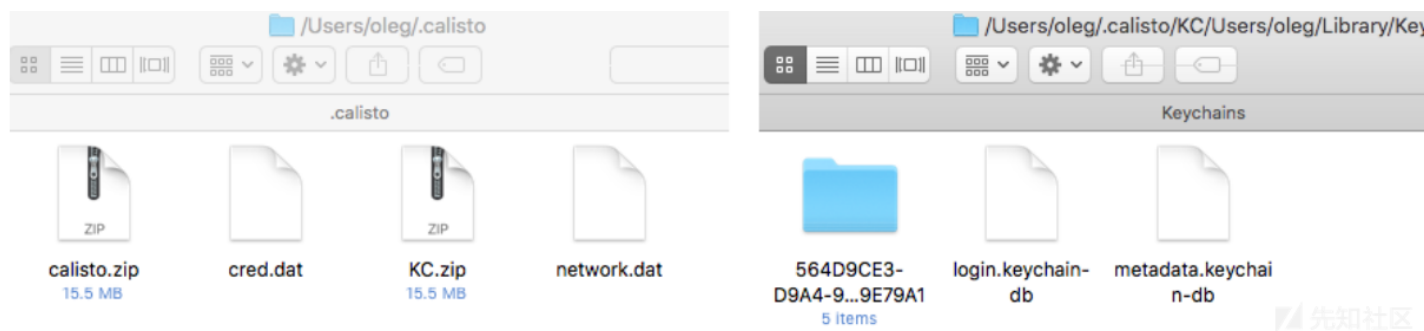 /Users/oleg/.calisto
.calisto
ZIP
calisto.zip
15.5 MB
cred.dat
ZIP
KC.zip
15.5 MB
network.dat
/Users/oleg/.calisto/KC/Users/oleg/Library/Key
Keychains
564D9CE3-
D9A4-9...9E79A1
5 items
login.keychain-
db
metadata.keychai
n-db
先知社区